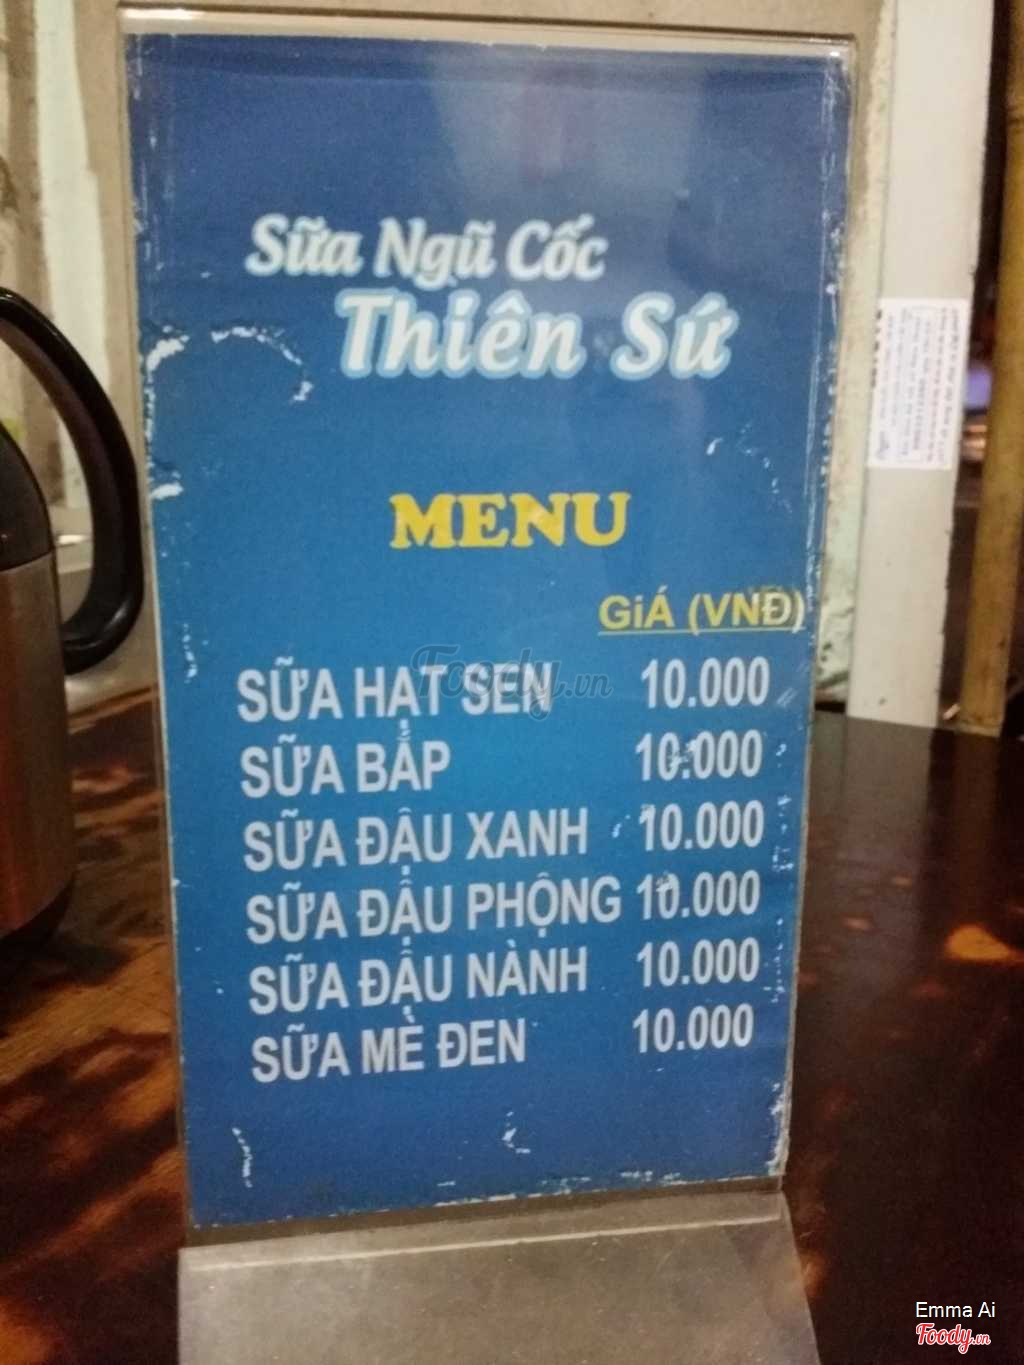 Sữa Ngũ Cốc
Thiên Sứ
MENU
GiÁ (VNĐ)
SỮA HẠT SEN 10.000
SỮA BẮP 10.000
SỮA ĐẬU XANH 10.000
SỮA ĐẬU PHỘNG 10.000
SỮA ĐẬU NÀNH 10.000
SỮA MÈ ĐEN 10.000
Foody.vn
Emma Ai
Foody.vn